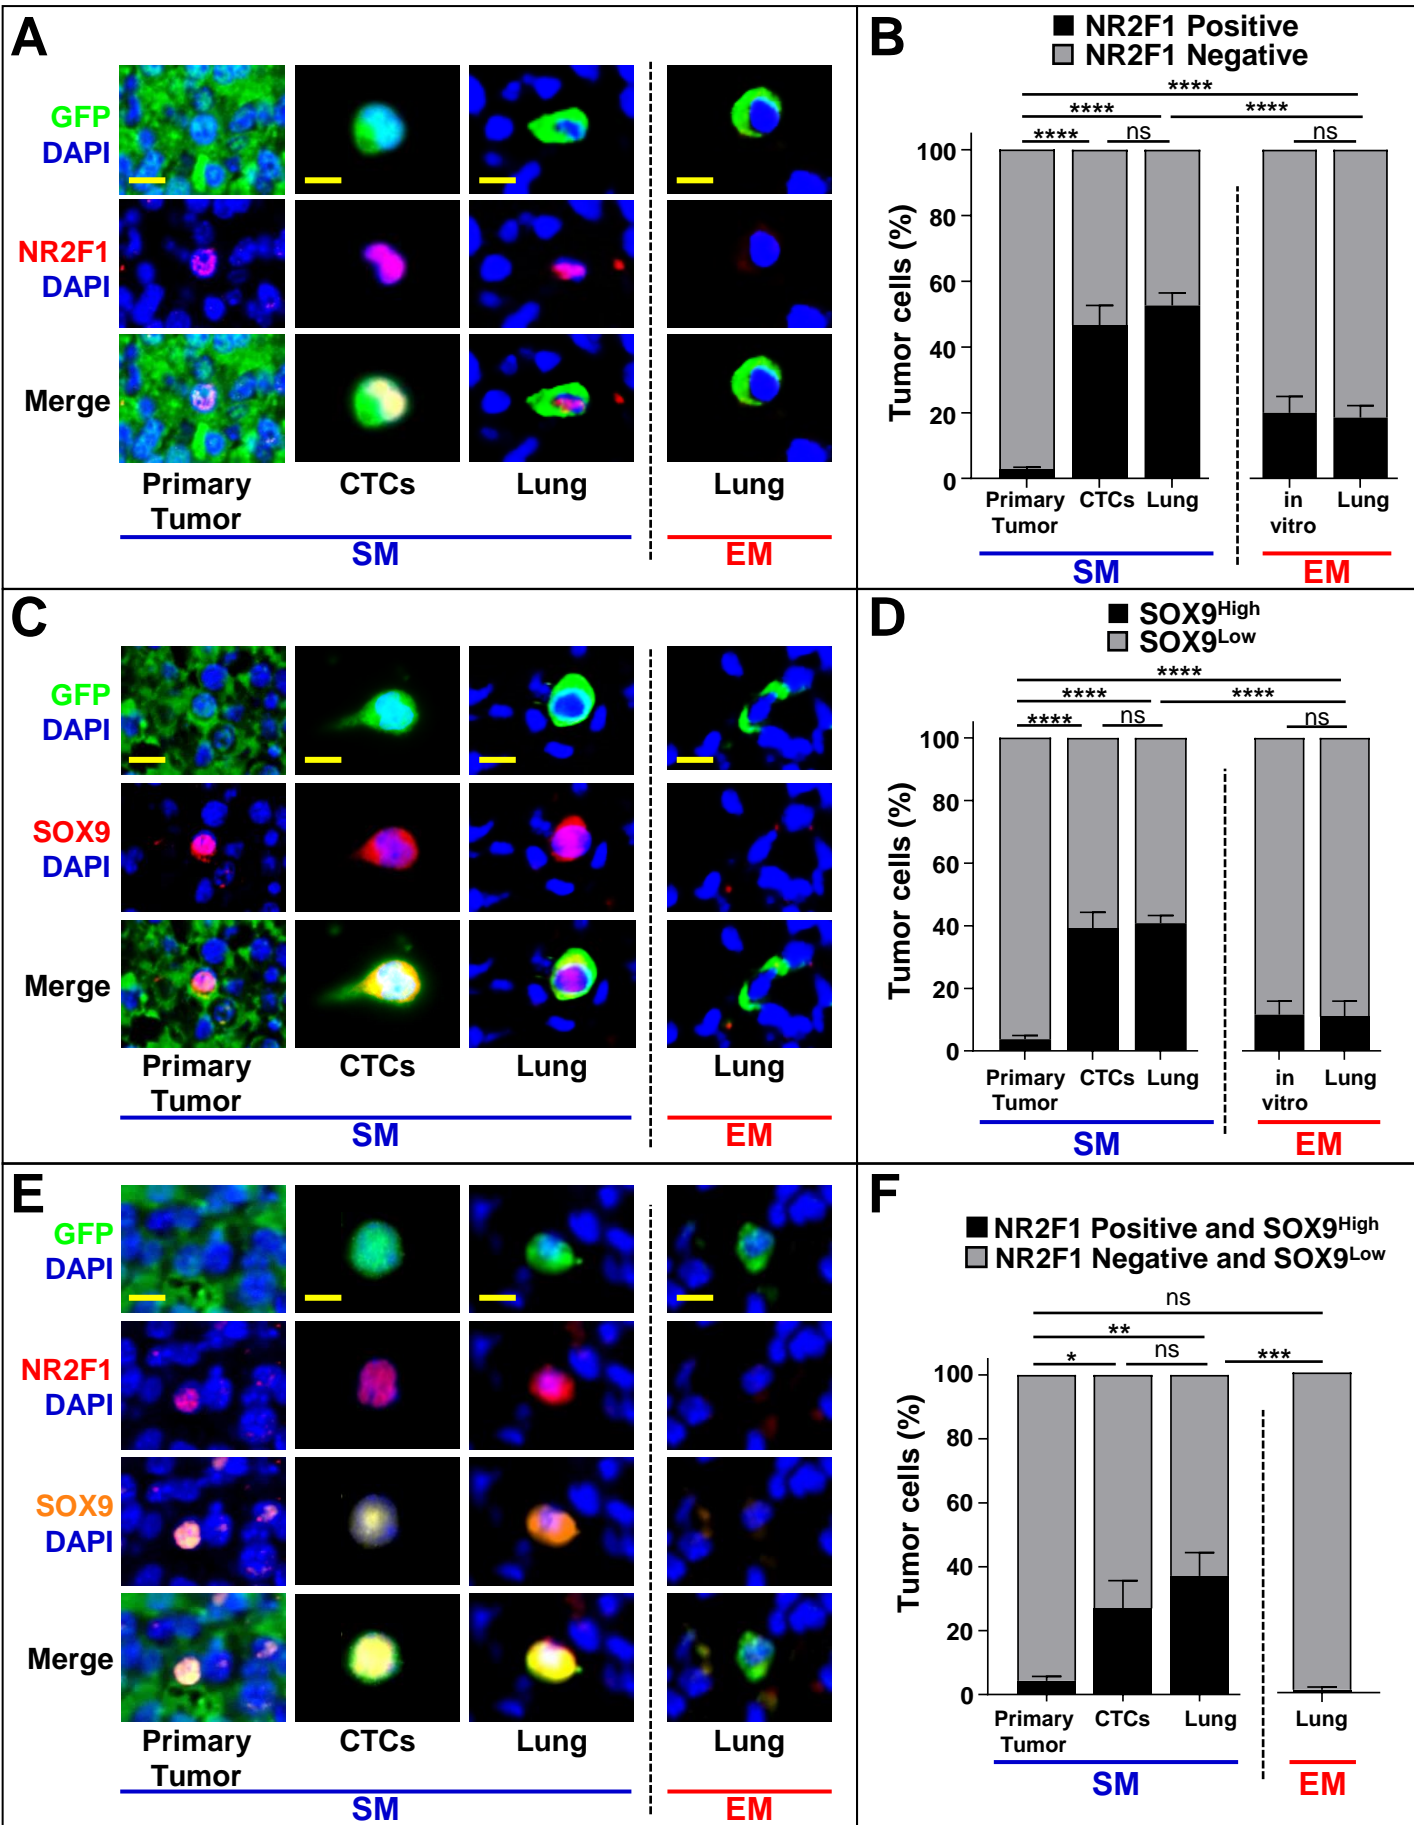 A
GFP
DAPI
NR2F1
DAPI
Merge
Primary
Tumor
CTCs
Lung
Lung
SM
EM
B
NR2F1 Positive
NR2F1 Negative
****
****
****
****
ns
ns
Tumor cells (%)
100
80
60
40
20
0
Primary
Tumor
CTCs
Lung
in
vitro
Lung
SM
EM
C
GFP
DAPI
SOX9
DAPI
Merge
Primary
Tumor
CTCs
Lung
Lung
SM
EM
D
SOX9High
SOX9Low
****
****
****
****
ns
ns
Tumor cells (%)
100
80
60
40
20
0
Primary
Tumor
CTCs
Lung
in
vitro
Lung
SM
EM
E
GFP
DAPI
NR2F1
DAPI
SOX9
DAPI
Merge
Primary
Tumor
CTCs
Lung
Lung
SM
EM
F
NR2F1 Positive and SOX9High
NR2F1 Negative and SOX9Low
ns
**
*
ns
***
Tumor cells (%)
100
80
60
40
20
0
Primary
Tumor
CTCs
Lung
Lung
SM
EM